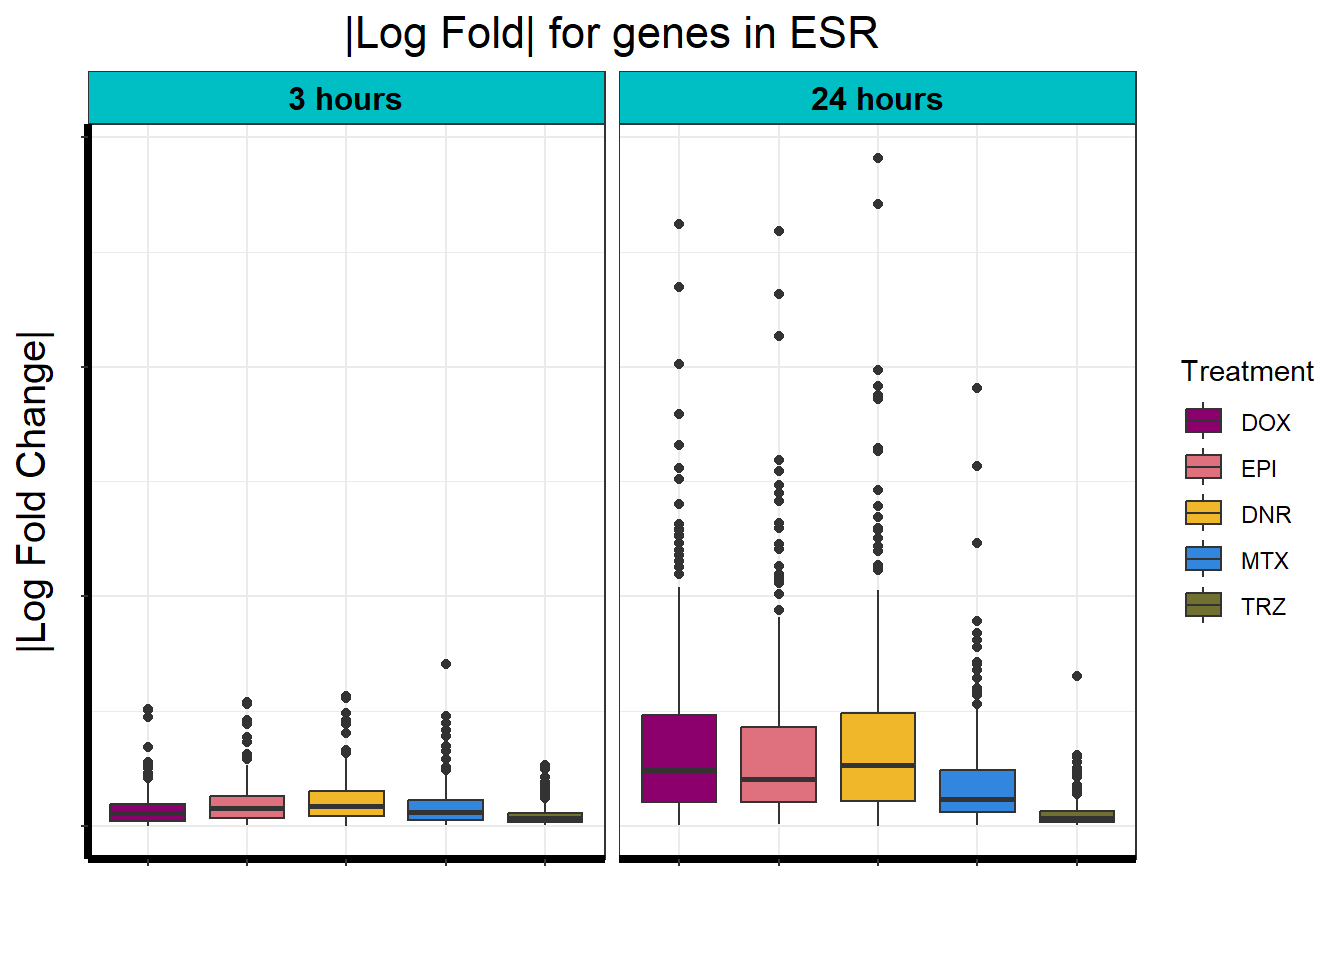 |Log Fold| for genes in ESR
3 hours
24 hours
|Log Fold Change|
Treatment
DOX
EPI
DNR
MTX
TRZ